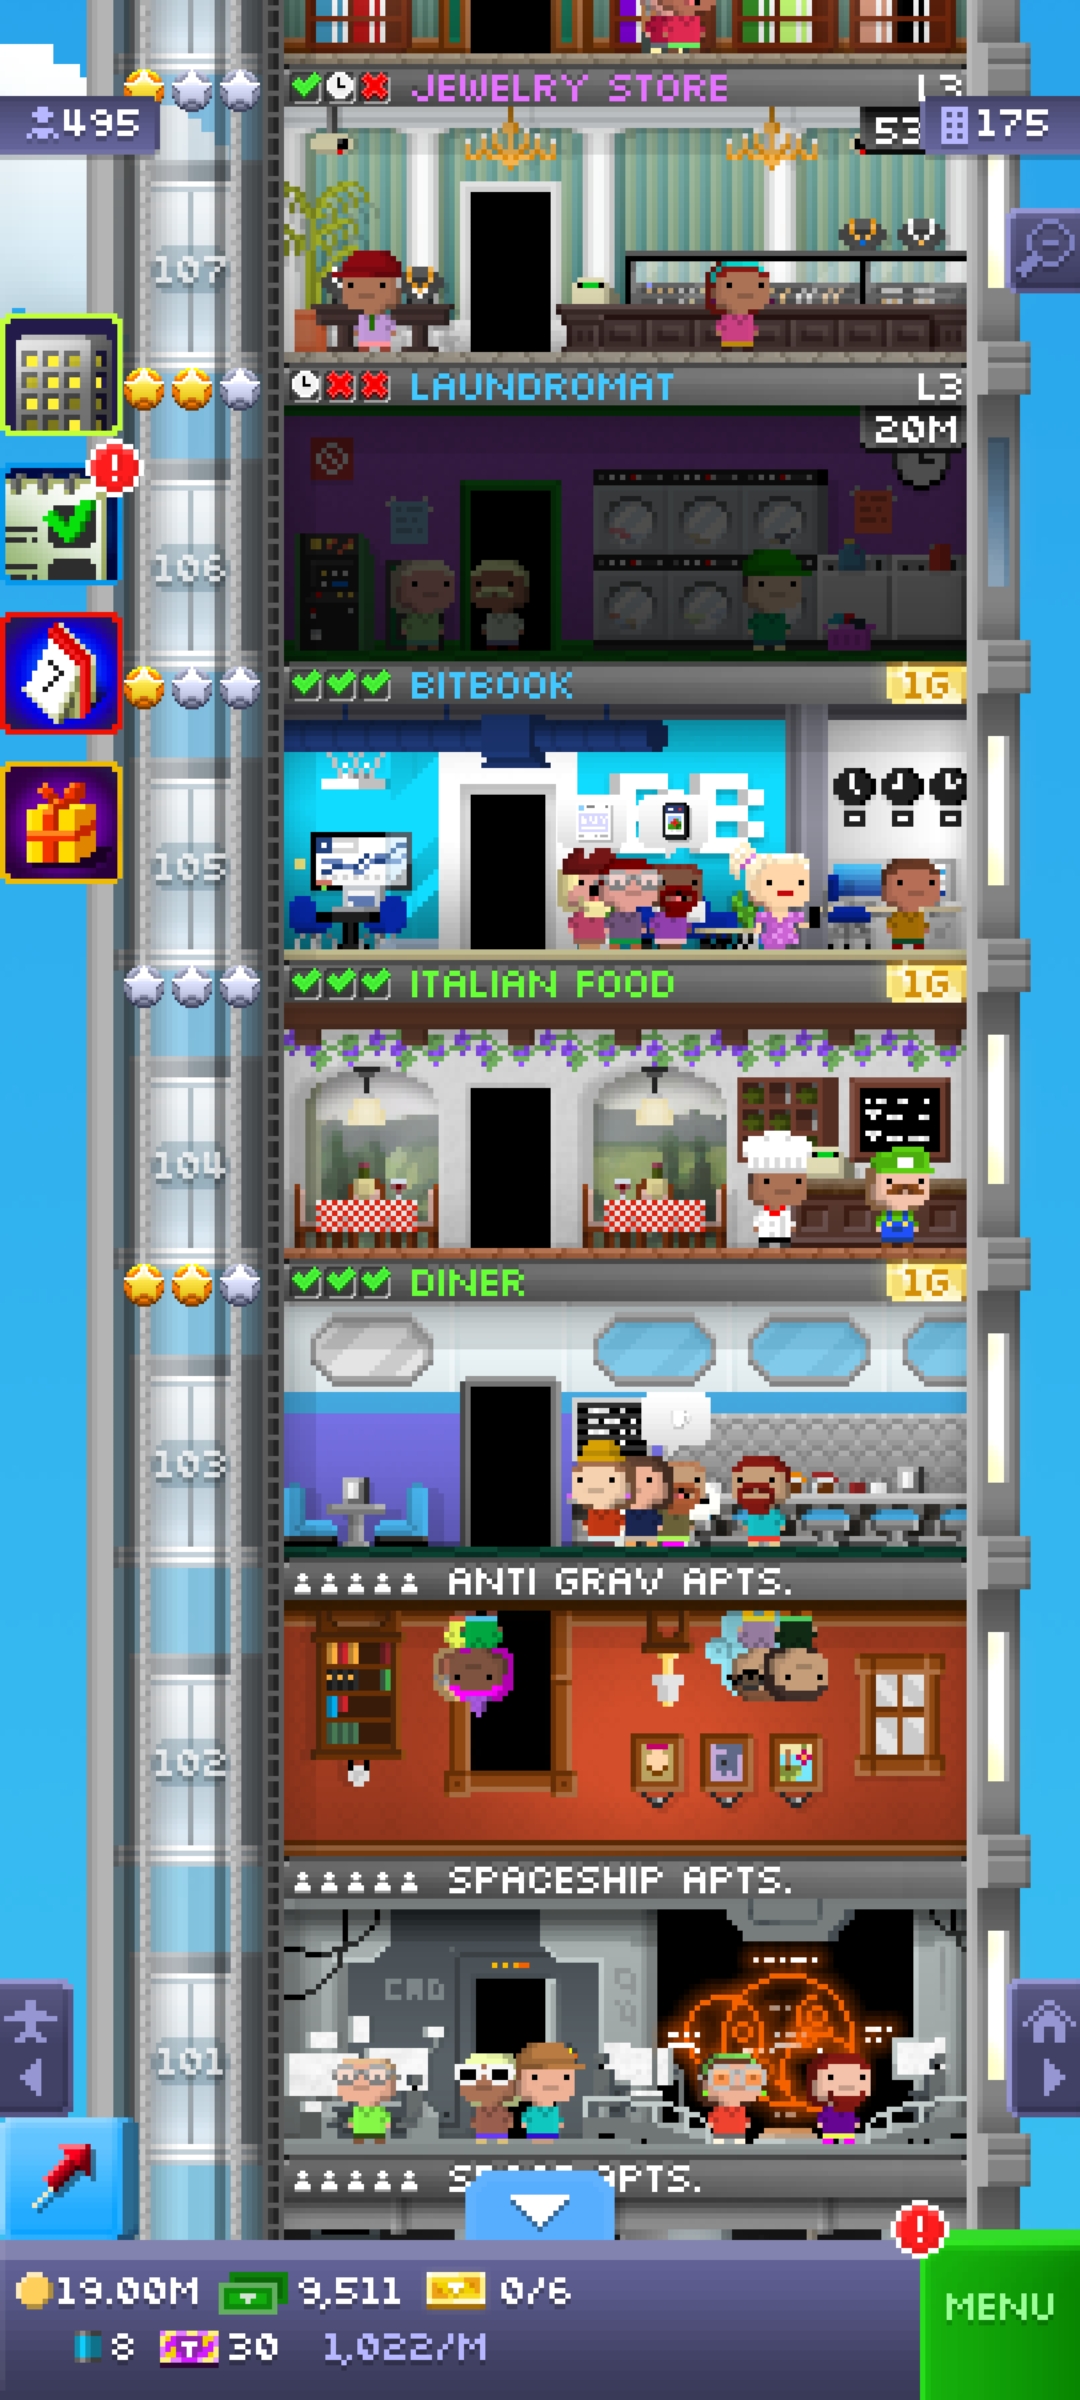 JEWELRY STORE L3
495
53
175
107
LAUNDROMAT L3
20M
106
BITBOOK 1G
105
ITALIAN FOOD 1G
104
DINER 1G
103
ANTI GRAV APTS.
102
SPACESHIP APTS.
CMD
101
APTS.
19.00M 9,511 0/6
MENU
8 T 30 1,022/M